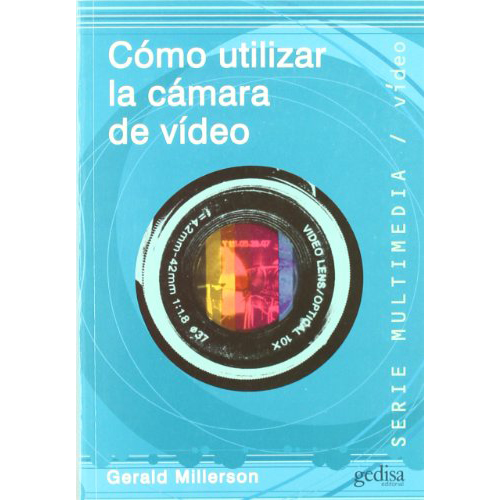 Cómo utilizar
la cámara
de vídeo
SERIE MULTIMEDIA / vídeo
f=4.2mm-42mm 1:1.8 ø37
VIDEO LENS/OPTICAL 10X
Gerald Millerson
gedisa
editorial